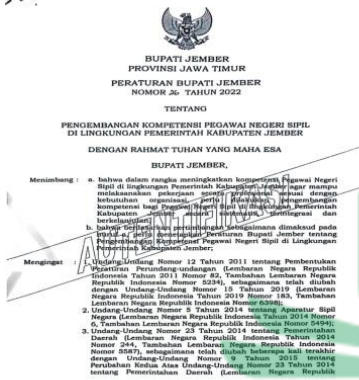 BUPATI JEMBER
PROVINSI JAWA TIMUR
PERATURAN BUPATI JEMBER
NOMOR 26 TAHUN 2022
TENTANG
PENGEMBANGAN KOMPETENSI PEGAWAI NEGERI SIPIL
DI LINGKUNGAN PEMERINTAH KABUPATEN JEMBER
DENGAN RAHMAT TUHAN YANG MAHA ESA
BUPATI JEMBER,
Menimbang : a. bahwa dalam rangka meningkatkan kompetensi Pegawai Negeri
Sipil di lingkungan Pemerintah Kabupaten Jember agar mampu
melaksanakan pekerjaan secara profesional sesuai dengan
kebutuhan organisasi perlu dilakukan pengembangan
kompetensi bagi Pegawai Negeri Sipil di lingkungan Pemerintah
Kabupaten Jember secara sistematis, terintegrasi dan
berkelanjutan;
b. bahwa berdasarkan pertimbangan sebagaimana dimaksud pada
huruf a, perlu menetapkan Peraturan Bupati Jember tentang
Pengembangan Kompetensi Pegawai Negeri Sipil di Lingkungan
Pemerintah Kabupaten Jember;
Mengingat : 1. Undang-Undang Nomor 12 Tahun 2011 tentang Pembentukan
Peraturan Perundang-undangan (Lembaran Negara Republik
Indonesia Tahun 2011 Nomor 82, Tambahan Lembaran Negara
Republik Indonesia Nomor 5234), sebagaimana telah diubah
dengan Undang-Undang Nomor 15 Tahun 2019 (Lembaran
Negara Republik Indonesia Tahun 2019 Nomor 183, Tambahan
Lembaran Negara Republik Indonesia Nomor 6398);
2. Undang-Undang Nomor 5 Tahun 2014 tentang Aparatur Sipil
Negara (Lembaran Negara Republik Indonesia Tahun 2014 Nomor
6, Tambahan Lembaran Negara Republik Indonesia Nomor 5494);
3. Undang-Undang Nomor 23 Tahun 2014 tentang Pemerintahan
Daerah (Lembaran Negara Republik Indonesia Tahun 2014
Nomor 244, Tambahan Lembaran Negara Republik Indonesia
Nomor 5587), sebagaimana telah diubah beberapa kali terakhir
dengan Undang-Undang Nomor 9 Tahun 2015 tentang
Perubahan Kedua Atas Undang-Undang Nomor 23 Tahun 2014
tentang Pemerintahan Daerah (Lembaran Negara Republik